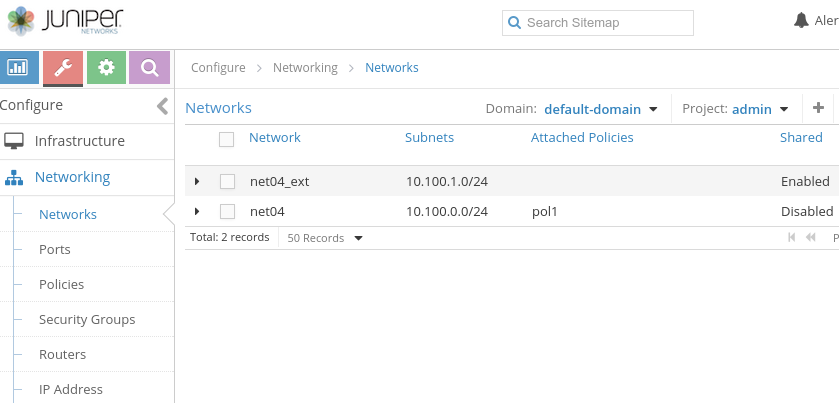 JUNIPER
NETWORKS
Search Sitemap
Aler
Configure > Networking > Networks
Configure
Networks
Domain: default-domain
Project: admin
Infrastructure
Network Subnets Attached Policies Shared
Networking
net04_ext 10.100.1.0/24 Enabled
net04 10.100.0.0/24 pol1 Disabled
Total: 2 records 50 Records P
Networks
Ports
Policies
Security Groups
Routers
IP Address